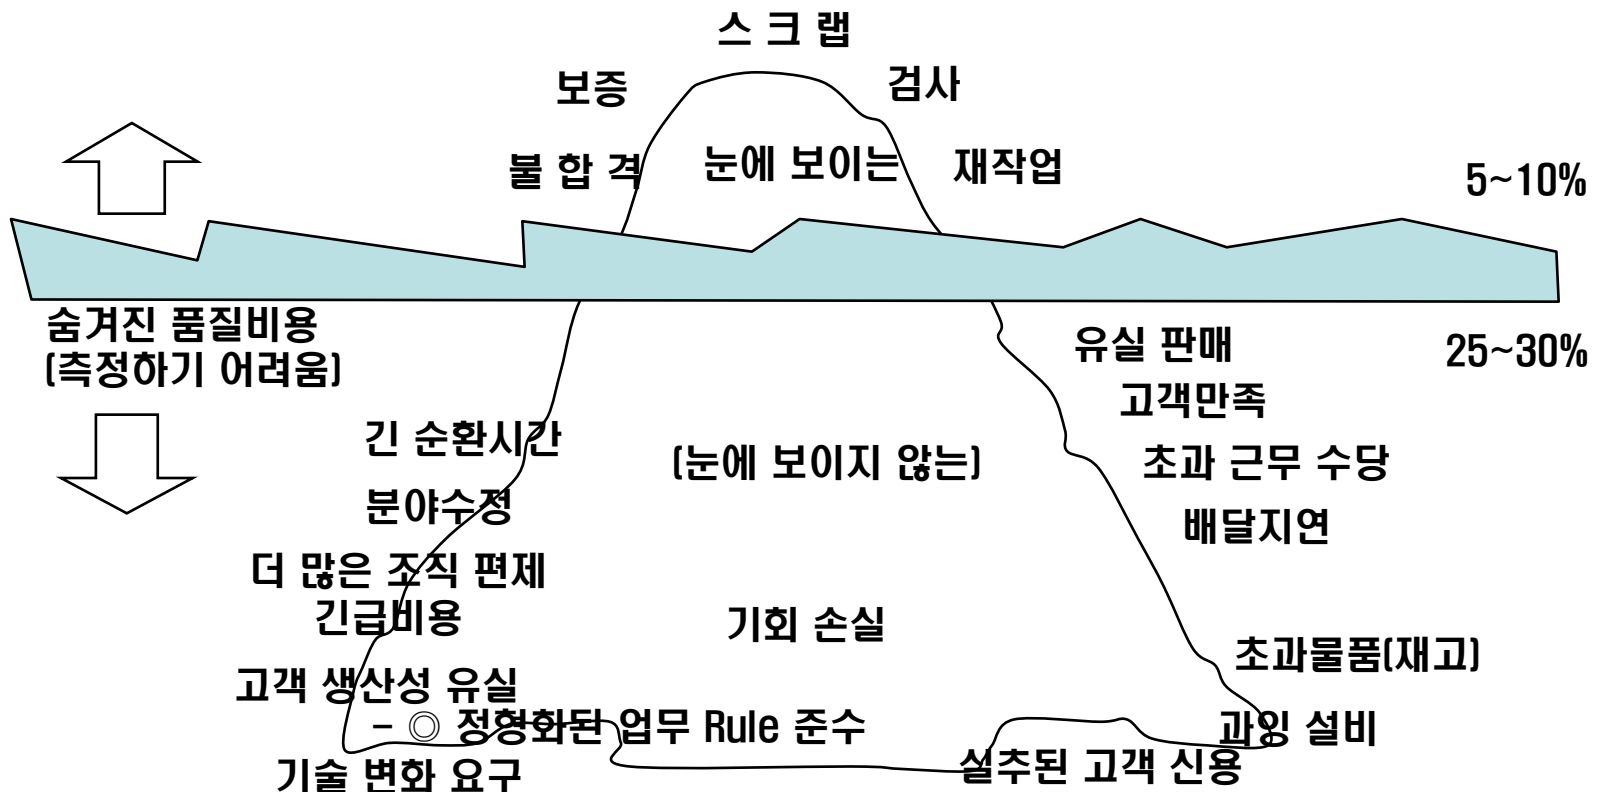 스 크 랩
보증
검사
불 합 격
눈에 보이는
재작업
5~10%
숨겨진 품질비용
(측정하기 어려움)
유실 판매
25~30%
고객만족
긴 순환시간
(눈에 보이지 않는)
초과 근무 수당
분야수정
배달지연
더 많은 조직 편제
긴급비용
기회 손실
초과물품(재고)
고객 생산성 유실
- ◎ 정형화된 업무 Rule 준수
과잉 설비
기술 변화 요구
실추된 고객 신용